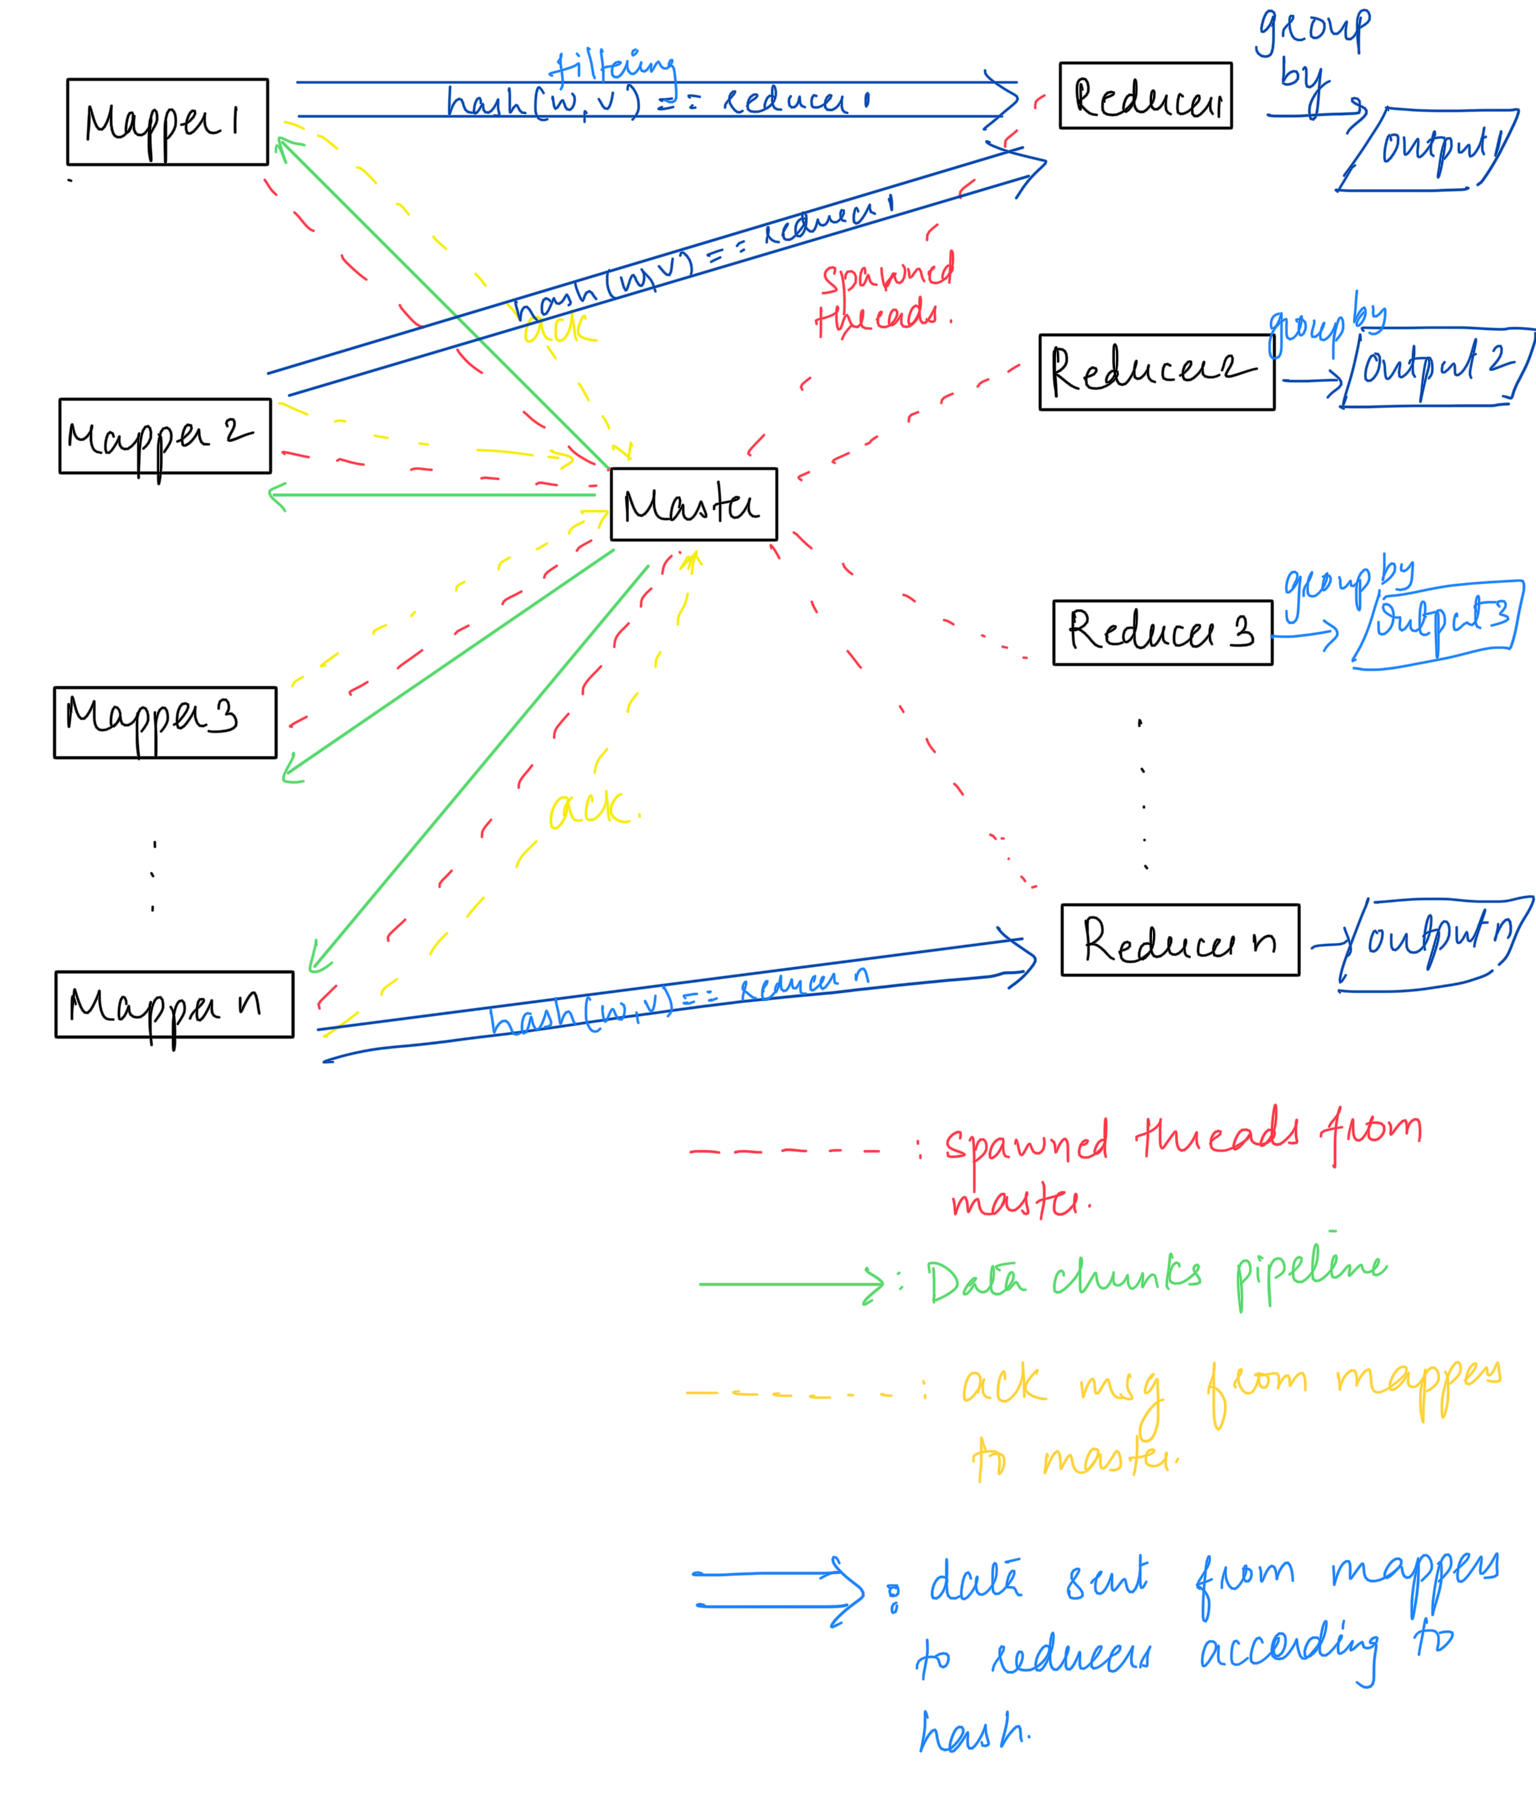 group
by
filtering
Mapper 1
hash(w, v) == reducer 1
Reducer 1
output 1
hash(w, v) == reducer 1
spawned
threads.
ack
Mapper 2
Reducer 2
group by
output 2
Master
Mapper 3
Reducer 3
group by
output 3
ack.
Mapper n
Reducer n
output n
hash(w, v) == reducer n
: spawned threads from
master.
: Data chunks pipeline
: ack msg from mappers
to master.
: data sent from mappers
to reducers according to
hash.